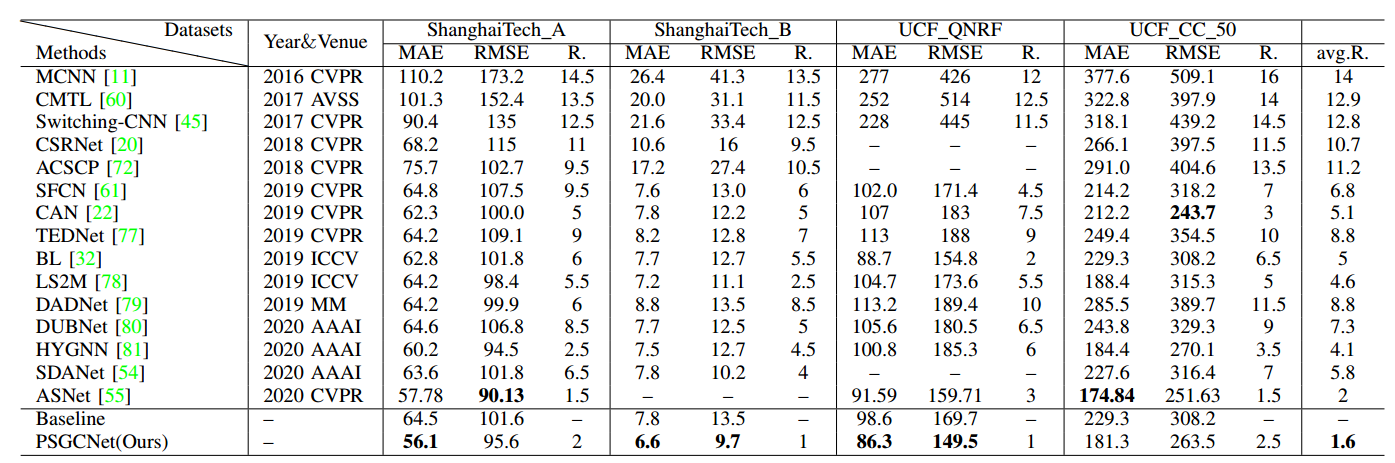 Datasets Year&Venue ShanghaiTech_A ShanghaiTech_B UCF_QNRF UCF_CC_50
Methods MAE RMSE R. MAE RMSE R. MAE RMSE R. MAE RMSE R. avg.R.
MCNN [11] 2016 CVPR 110.2 173.2 14.5 26.4 41.3 13.5 277 426 12 377.6 509.1 16 14
CMTL [60] 2017 AVSS 101.3 152.4 13.5 20.0 31.1 11.5 252 514 12.5 322.8 397.9 14 12.9
Switching-CNN [45] 2017 CVPR 90.4 135 12.5 21.6 33.4 12.5 228 445 11.5 318.1 439.2 14.5 12.8
CSRNet [20] 2018 CVPR 68.2 115 11 10.6 16 9.5 – – – 266.1 397.5 11.5 10.7
ACSCP [72] 2018 CVPR 75.7 102.7 9.5 17.2 27.4 10.5 – – – 291.0 404.6 13.5 11.2
SFCN [61] 2019 CVPR 64.8 107.5 9.5 7.6 13.0 6 102.0 171.4 4.5 214.2 318.2 7 6.8
CAN [22] 2019 CVPR 62.3 100.0 5 7.8 12.2 5 107 183 7.5 212.2 243.7 3 5.1
TEDNet [77] 2019 CVPR 64.2 109.1 9 8.2 12.8 7 113 188 9 249.4 354.5 10 8.8
BL [32] 2019 ICCV 62.8 101.8 6 7.7 12.7 5.5 88.7 154.8 2 229.3 308.2 6.5 5
LS2M [78] 2019 ICCV 64.2 98.4 5.5 7.2 11.1 2.5 104.7 173.6 5.5 188.4 315.3 5 4.6
DADNet [79] 2019 MM 64.2 99.9 6 8.8 13.5 8.5 113.2 189.4 10 285.5 389.7 11.5 8.8
DUBNet [80] 2020 AAAI 64.6 106.8 8.5 7.7 12.5 5 105.6 180.5 6.5 243.8 329.3 9 7.3
HYGNN [81] 2020 AAAI 60.2 94.5 2.5 7.5 12.7 4.5 100.8 185.3 6 184.4 270.1 3.5 4.1
SDANet [54] 2020 AAAI 63.6 101.8 6.5 7.8 10.2 4 – – – 227.6 316.4 7 5.8
ASNet [55] 2020 CVPR 57.78 90.13 1.5 – – – 91.59 159.71 3 174.84 251.63 1.5 2
Baseline – 64.5 101.6 – 7.8 13.5 – 98.6 169.7 – 229.3 308.2 – –
PSGCNet(Ours) – 56.1 95.6 2 6.6 9.7 1 86.3 149.5 1 181.3 263.5 2.5 1.6